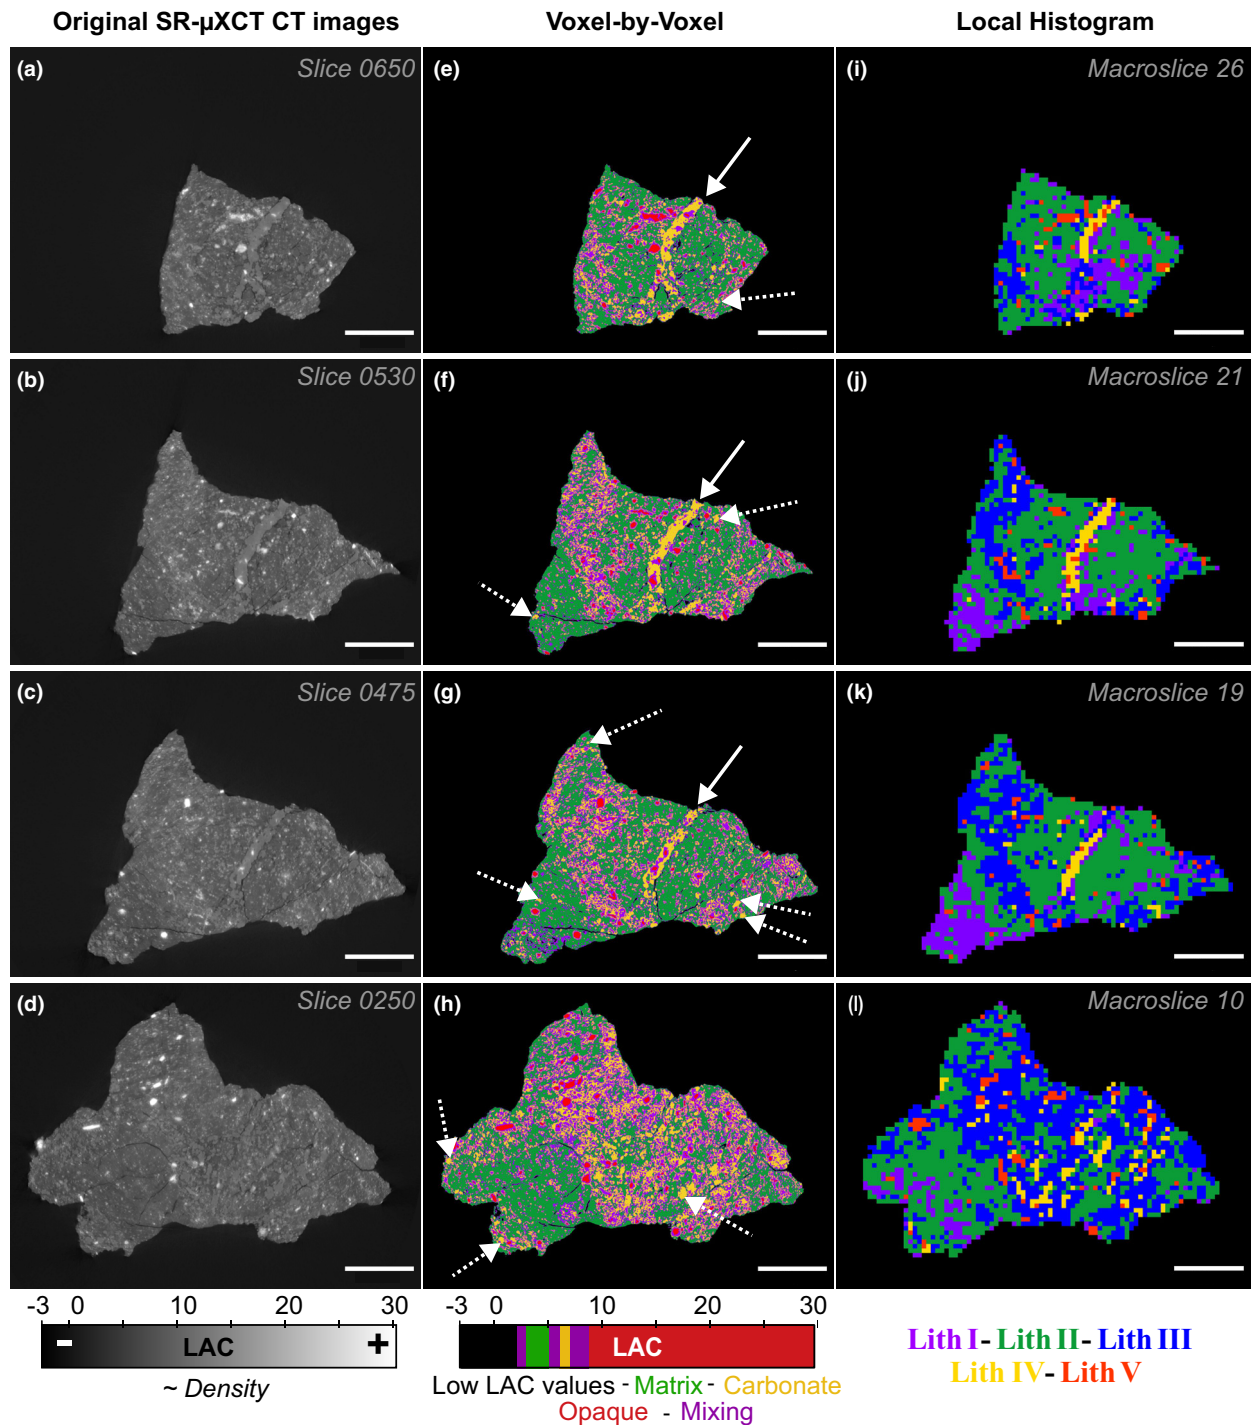 Original SR-µXCT CT images
Voxel-by-Voxel
Local Histogram
(a)
Slice 0650
(e)
(i)
Macroslice 26
(b)
Slice 0530
(f)
(j)
Macroslice 21
(c)
Slice 0475
(g)
(k)
Macroslice 19
(d)
Slice 0250
(h)
(l)
Macroslice 10
-3 0 10 20 30
- LAC +
~ Density
-3 0 10 20 30
LAC
Low LAC values - Matrix - Carbonate
Opaque - Mixing
Lith I - Lith II - Lith III
Lith IV - Lith V